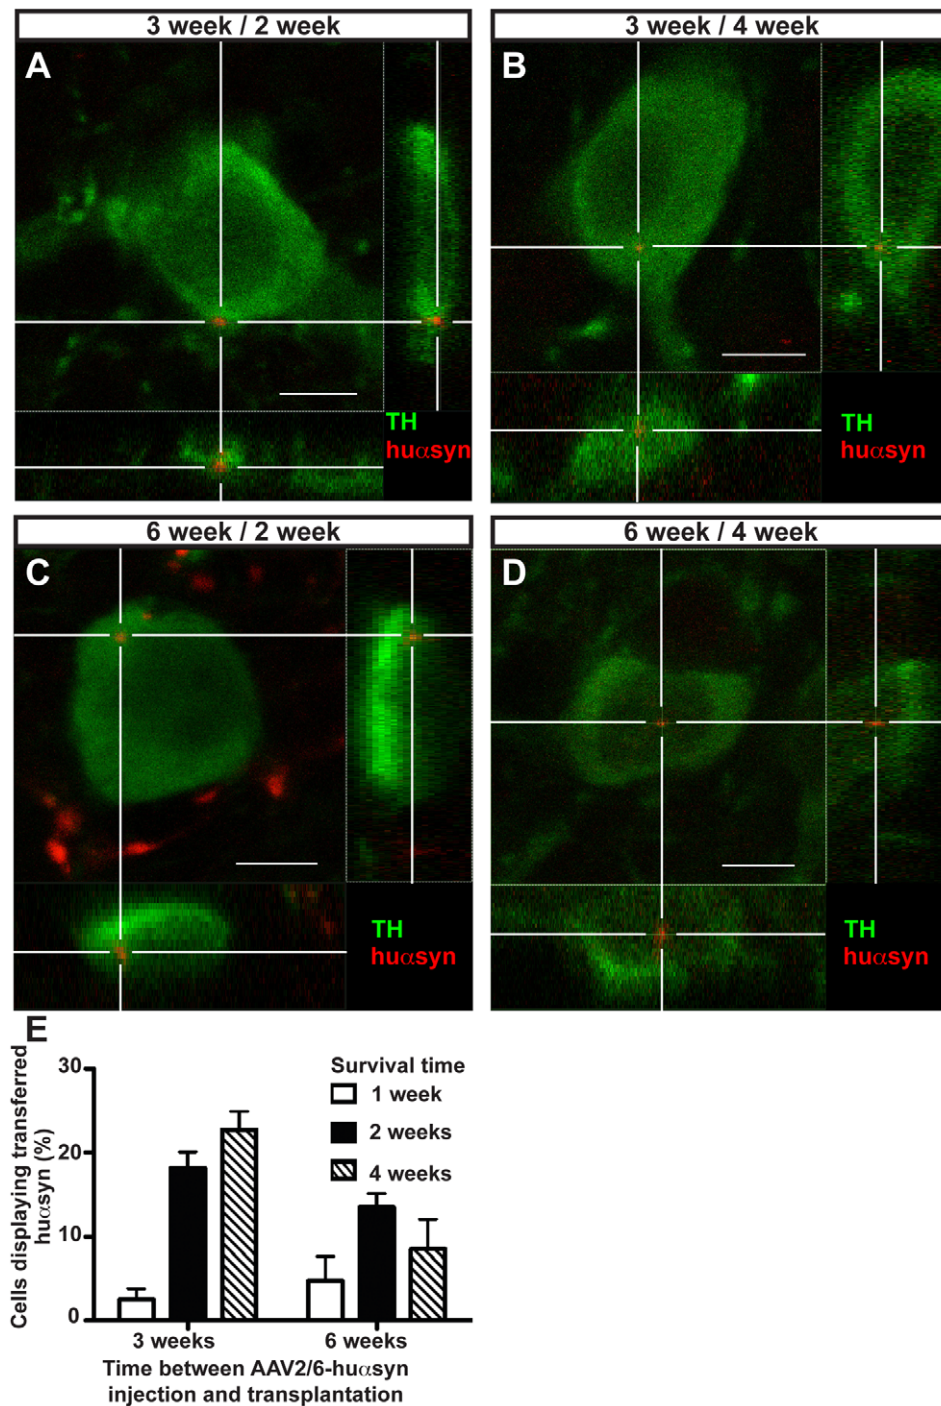 3 week / 2 week
A
TH
huαsyn
3 week / 4 week
B
TH
huαsyn
6 week / 2 week
C
TH
huαsyn
6 week / 4 week
D
TH
huαsyn
E
Cells displaying transferred
huαsyn (%)
30
20
10
0
Survival time
1 week
2 weeks
4 weeks
3 weeks
6 weeks
Time between AAV2/6-huαsyn
injection and transplantation